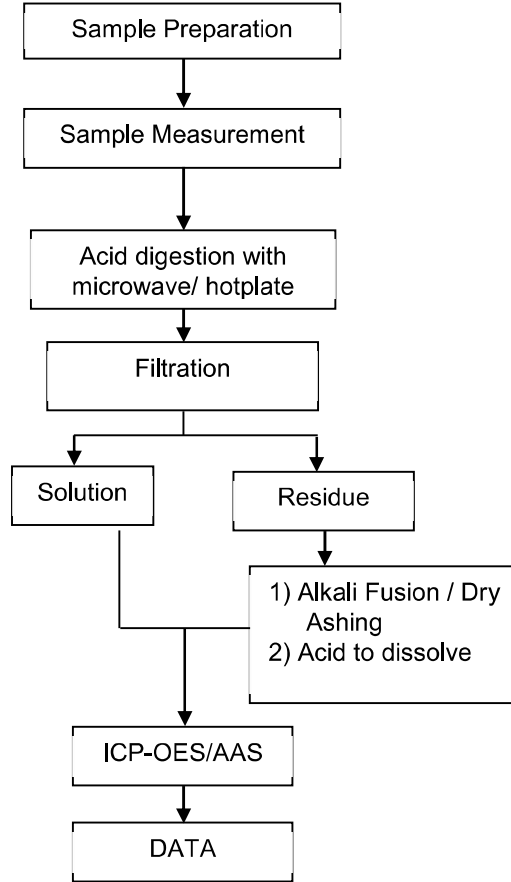 Sample Preparation
Sample Measurement
Acid digestion with
microwave/ hotplate
Filtration
Solution
Residue
1) Alkali Fusion / Dry
Ashing
2) Acid to dissolve
ICP-OES/AAS
DATA